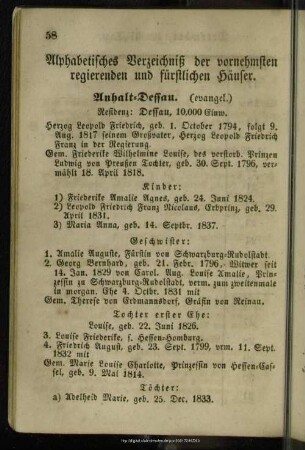 58
Alphabetisches Verzeichniß der vornehmsten
regierenden und fürstlichen Häuser.
Anhalt-Dessau. (evangel.)
Residenz: Dessau, 10,000 Einw.
Herzog Leopold Friedrich, geb. 1. October 1794, folgt 9.
Aug. 1817 seinem Großvater, Herzog Leopold Friedrich
Franz in der Regierung.
Gem. Friederike Wilhelmine Louise, des verstorb. Prinzen
Ludwig von Preußen Tochter, geb. 30. Sept. 1796, ver-
mählt 18. April 1818.
Kinder:
1) Friederike Amalie Agnes, geb. 24. Juni 1824.
2) Leopold Friedrich Franz Nicolaus, Erbprinz, geb. 29.
April 1831.
3) Maria Anna, geb. 14. Septbr. 1837.
Geschwister:
1. Amalie Auguste, Fürstin von Schwarzburg-Rudolstadt.
2. Georg Bernhard, geb. 21. Febr. 1796. Witwer seit
14. Jan. 1829 von Carol. Aug. Louise Amalie, Prin-
zessin zu Schwarzburg-Rudolstadt, verm. zum zweitenmale
in morgan. Ehe 4. Octbr. 1831 mit
Gem. Therese von Erdmannsdorf, Gräfin von Reinau.
Tochter erster Ehe:
Louise, geb. 22. Juni 1826.
3. Louise Friederike, s. Hessen-Homburg.
4. Friedrich August, geb. 23. Sept. 1799, vrm. 11. Sept.
1832 mit
Gem. Marie Louise Charlotte, Prinzessin von Hessen-Cas-
sel, geb. 9. Mai 1814.
Töchter:
a) Adelheid Marie, geb. 25. Dec. 1833.